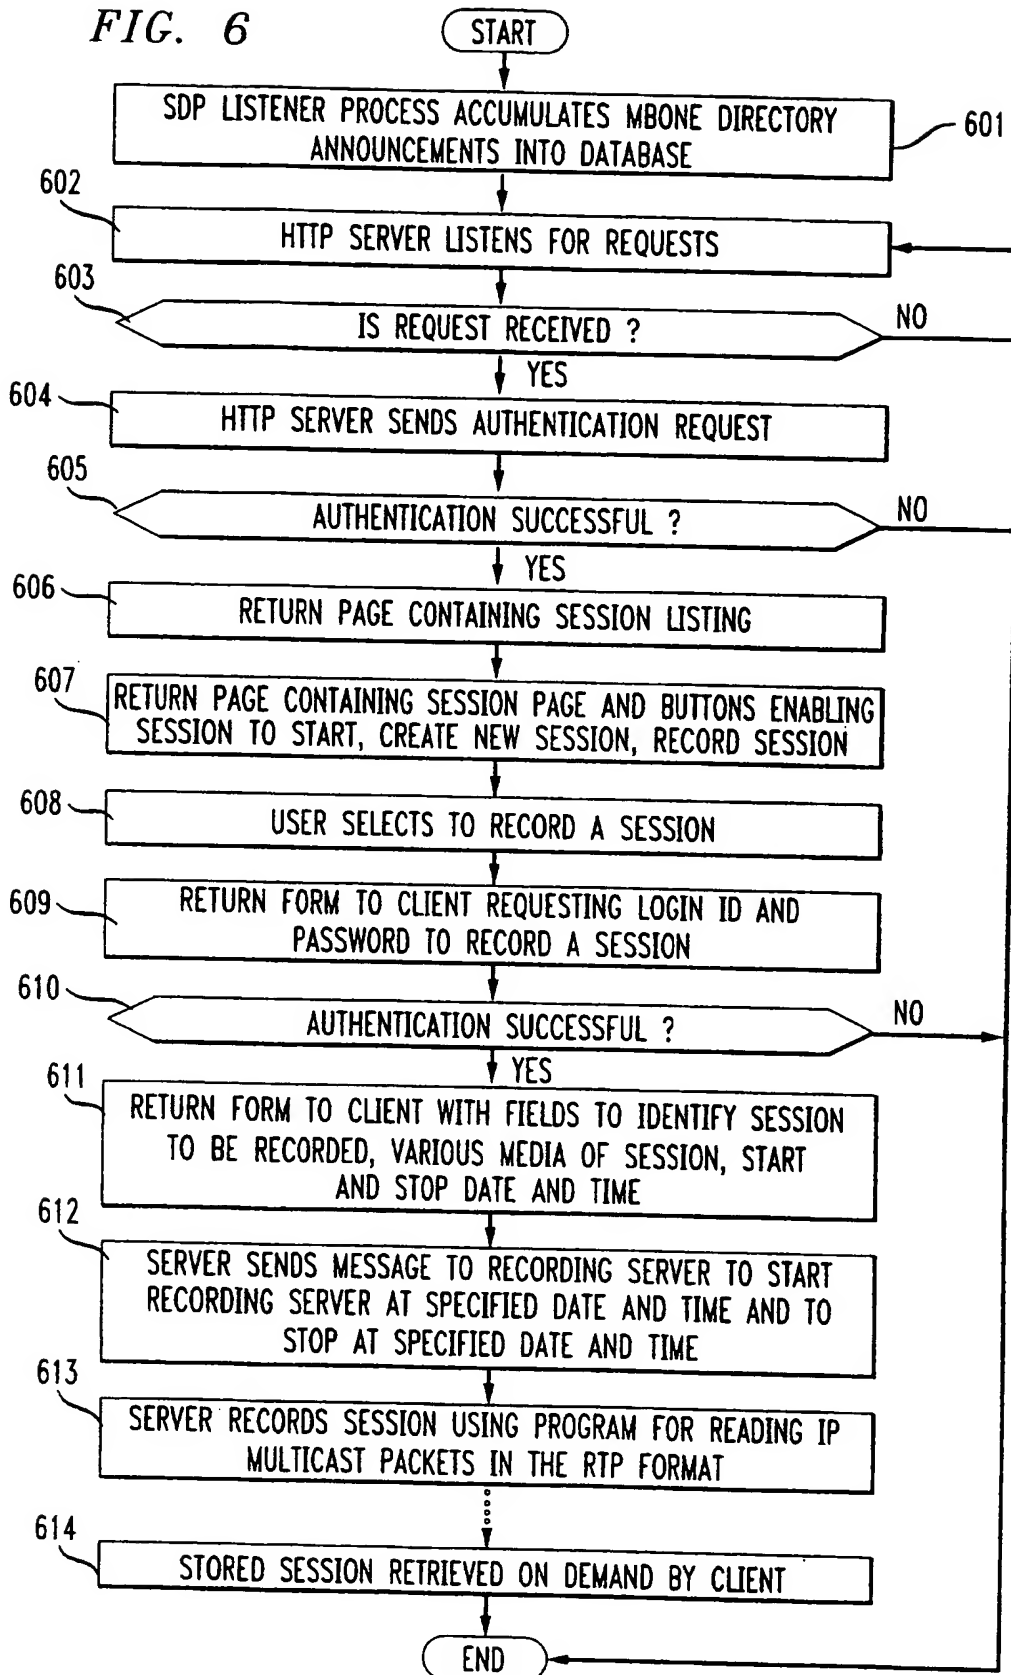 FIG. 6
START
SDP LISTENER PROCESS ACCUMULATES MBONE DIRECTORY
ANNOUNCEMENTS INTO DATABASE
601
602
HTTP SERVER LISTENS FOR REQUESTS
603
IS REQUEST RECEIVED ?
NO
YES
604
HTTP SERVER SENDS AUTHENTICATION REQUEST
605
AUTHENTICATION SUCCESSFUL ?
NO
YES
606
RETURN PAGE CONTAINING SESSION LISTING
607
RETURN PAGE CONTAINING SESSION PAGE AND BUTTONS ENABLING
SESSION TO START, CREATE NEW SESSION, RECORD SESSION
608
USER SELECTS TO RECORD A SESSION
609
RETURN FORM TO CLIENT REQUESTING LOGIN ID AND
PASSWORD TO RECORD A SESSION
610
AUTHENTICATION SUCCESSFUL ?
NO
YES
611
RETURN FORM TO CLIENT WITH FIELDS TO IDENTIFY SESSION
TO BE RECORDED, VARIOUS MEDIA OF SESSION, START
AND STOP DATE AND TIME
612
SERVER SENDS MESSAGE TO RECORDING SERVER TO START
RECORDING SERVER AT SPECIFIED DATE AND TIME AND TO
STOP AT SPECIFIED DATE AND TIME
613
SERVER RECORDS SESSION USING PROGRAM FOR READING IP
MULTICAST PACKETS IN THE RTP FORMAT
614
STORED SESSION RETRIEVED ON DEMAND BY CLIENT
END